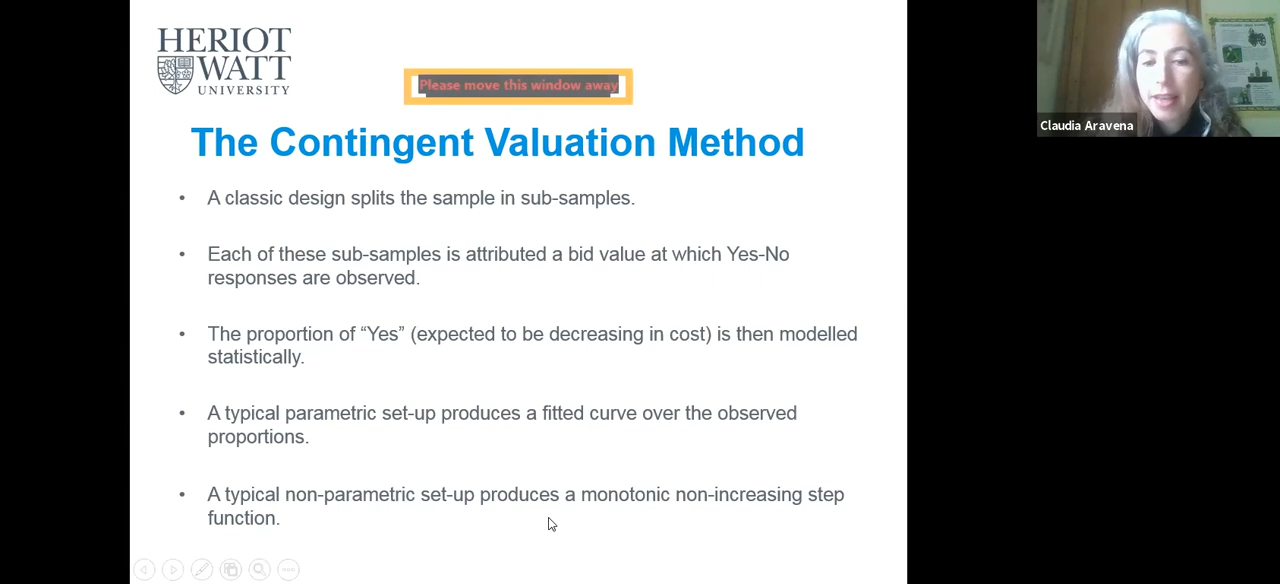 HERIOT
WATT
UNIVERSITY
Please move this window away
The Contingent Valuation Method
• A classic design splits the sample in sub-samples.
• Each of these sub-samples is attributed a bid value at which Yes-No
responses are observed.
• The proportion of “Yes” (expected to be decreasing in cost) is then modelled
statistically.
• A typical parametric set-up produces a fitted curve over the observed
proportions.
• A typical non-parametric set-up produces a monotonic non-increasing step
function.
Claudia Aravena